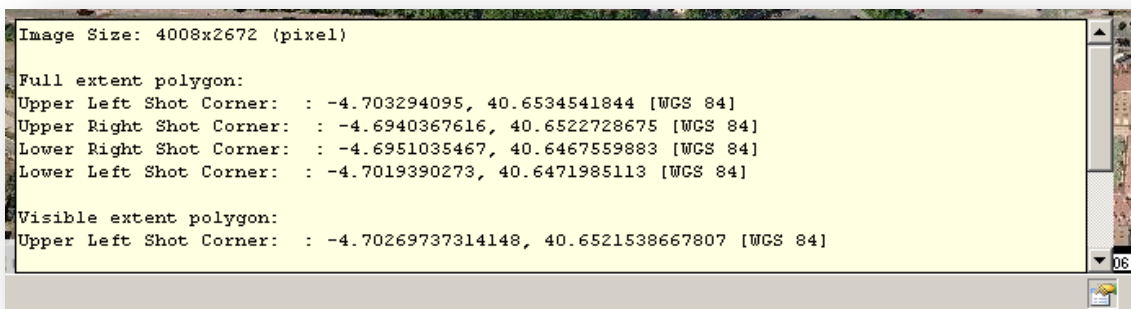 Image Size: 4008x2672 (pixel)
Full extent polygon:
Upper Left Shot Corner:  : -4.703294095, 40.6534541844 [WGS 84]
Upper Right Shot Corner:  : -4.6940367616, 40.6522728675 [WGS 84]
Lower Right Shot Corner:  : -4.6951035467, 40.6467559883 [WGS 84]
Lower Left Shot Corner:  : -4.7019390273, 40.6471985113 [WGS 84]
Visible extent polygon:
Upper Left Shot Corner:  : -4.70269737314148, 40.6521538667807 [WGS 84]
06